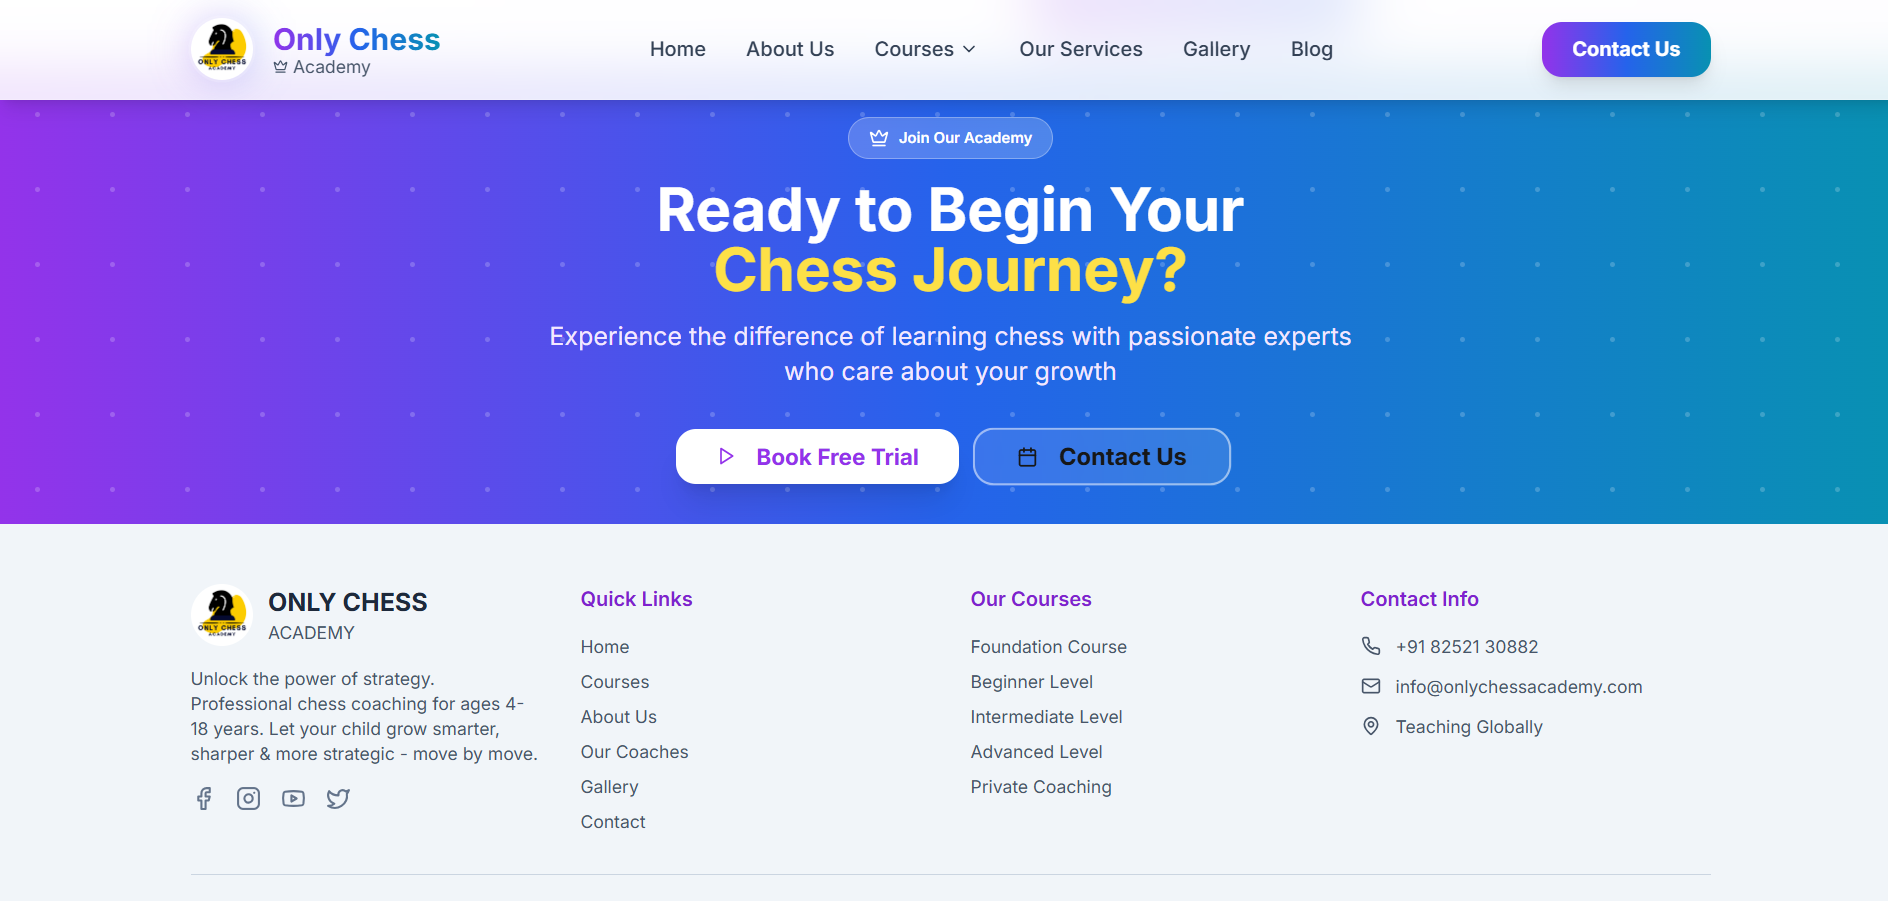 ONLY CHESS
ACADEMY
Only Chess
Academy
Home
About Us
Courses
Our Services
Gallery
Blog
Contact Us
Join Our Academy
Ready to Begin Your
Chess Journey?
Experience the difference of learning chess with passionate experts
who care about your growth
Book Free Trial
Contact Us
ONLY CHESS
ACADEMY
ONLY CHESS
ACADEMY
Unlock the power of strategy.
Professional chess coaching for ages 4-
18 years. Let your child grow smarter,
sharper & more strategic - move by move.
Quick Links
Home
Courses
About Us
Our Coaches
Gallery
Contact
Our Courses
Foundation Course
Beginner Level
Intermediate Level
Advanced Level
Private Coaching
Contact Info
+91 82521 30882
info@onlychessacademy.com
Teaching Globally